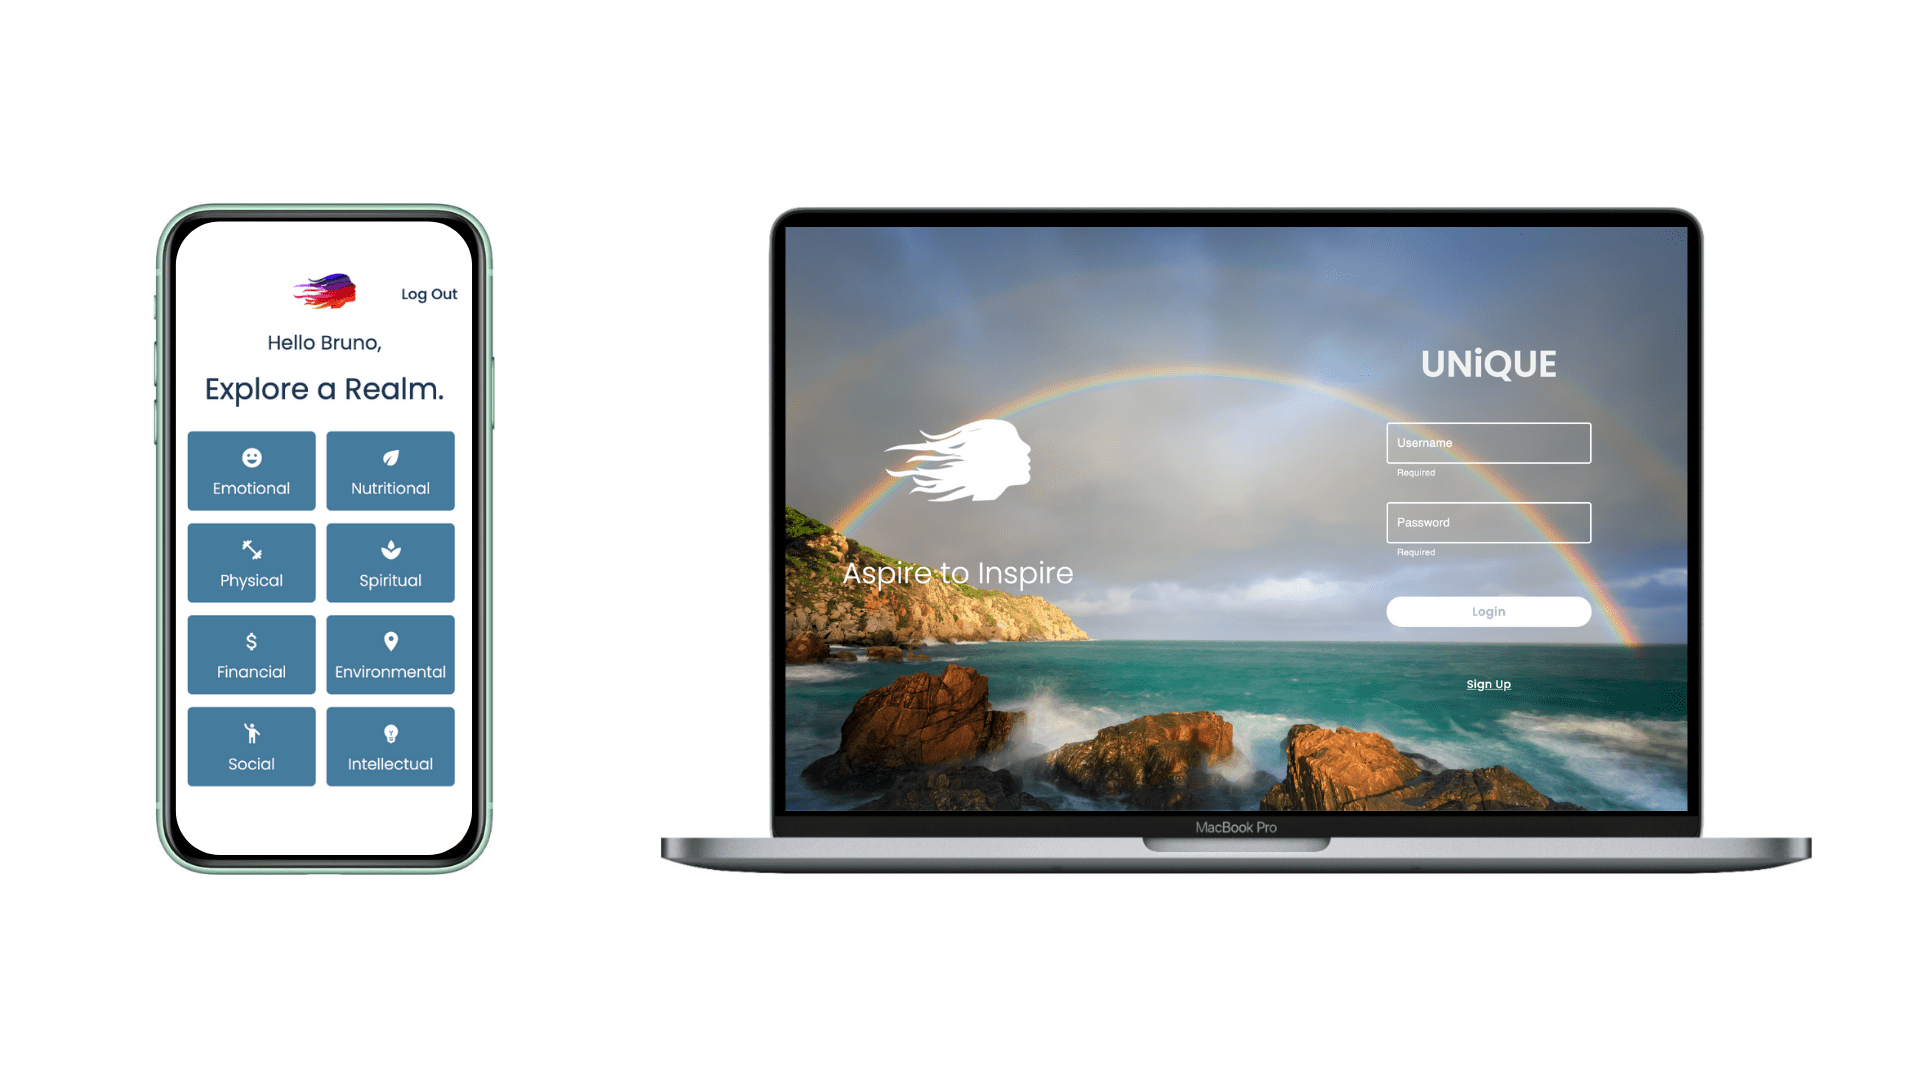 Log Out
Hello Bruno,
Explore a Realm.
Emotional
Nutritional
Physical
Spiritual
Financial
Environmental
Social
Intellectual
UNiQUE
Username
Required
Password
Required
Aspire to Inspire
Login
Sign Up
MacBook Pro